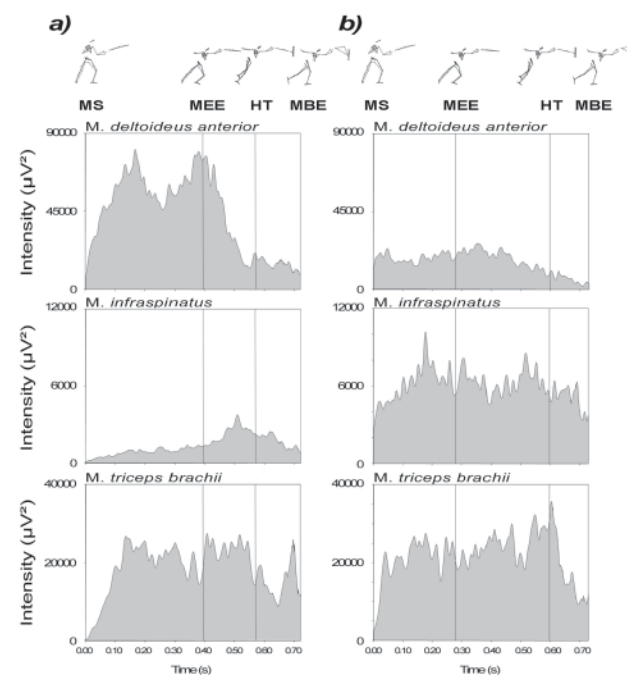 a)
b)
MS MEE HT MBE
MS MEE HT MBE
M. deltoideus anterior
90000
45000
0
Intensity (μV²)
M. deltoideus anterior
90000
45000
0
M. infraspinatus
12000
6000
0
Intensity (μV²)
M. infraspinatus
12000
6000
0
M. triceps brachii
40000
20000
0
Intensity (μV²)
0.00 0.10 0.20 0.30 0.40 0.50 0.60 0.70
Time (s)
M. triceps brachii
40000
20000
0
0.00 0.10 0.20 0.30 0.40 0.50 0.60 0.70
Time (s)